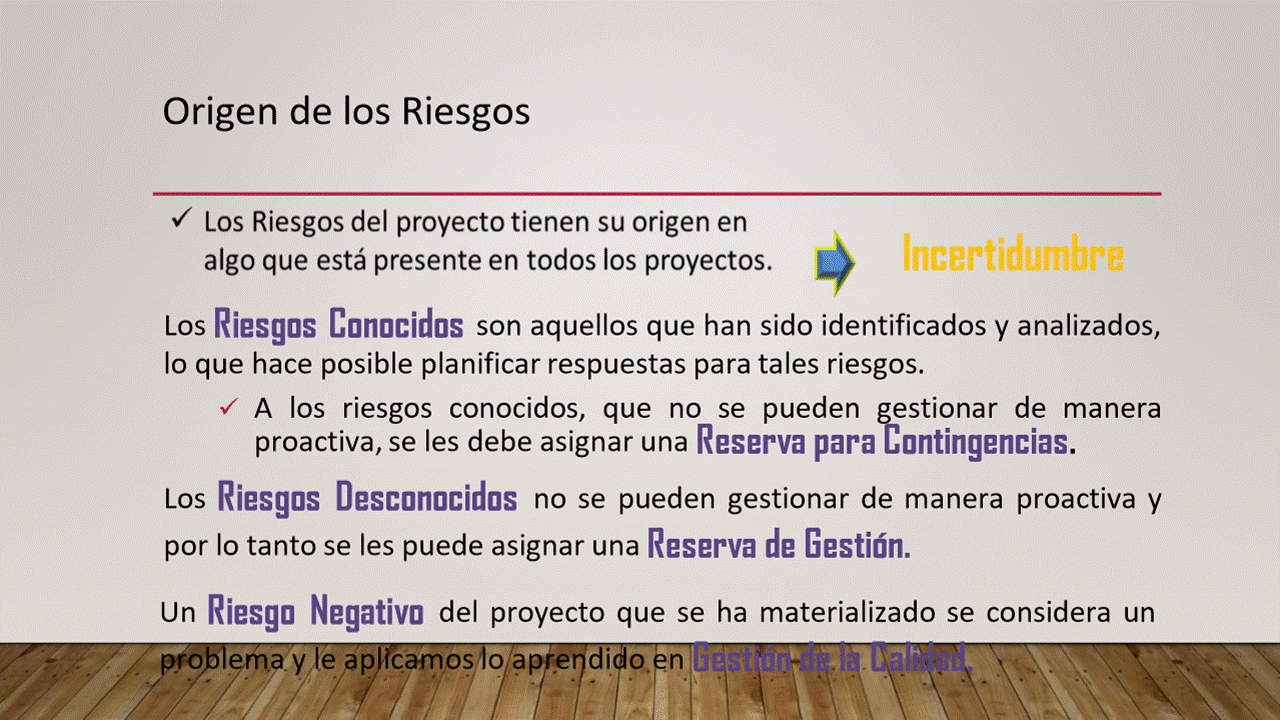 Origen de los Riesgos
✓ Los Riesgos del proyecto tienen su origen en
algo que está presente en todos los proyectos.
Incertidumbre
Los Riesgos Conocidos son aquellos que han sido identificados y analizados,
lo que hace posible planificar respuestas para tales riesgos.
✓ A los riesgos conocidos, que no se pueden gestionar de manera
proactiva, se les debe asignar una Reserva para Contingencias.
Los Riesgos Desconocidos no se pueden gestionar de manera proactiva y
por lo tanto se les puede asignar una Reserva de Gestión.
Un Riesgo Negativo del proyecto que se ha materializado se considera un
problema y le aplicamos lo aprendido en Gestión de la Calidad.